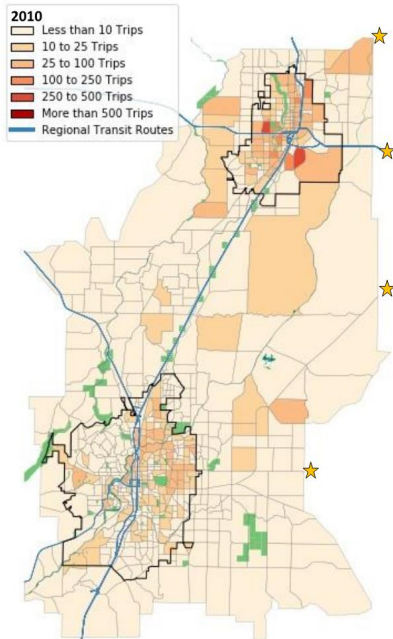 2010
Less than 10 Trips
10 to 25 Trips
25 to 100 Trips
100 to 250 Trips
250 to 500 Trips
More than 500 Trips
Regional Transit Routes